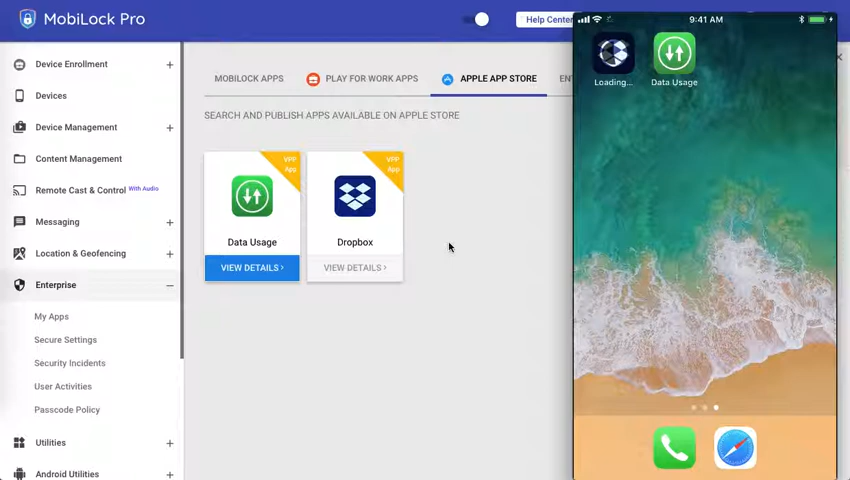 MobiLock Pro
Help Center
9:41 AM
Device Enrollment
Devices
Device Management
Content Management
Remote Cast & Control With Audio
Messaging
Location & Geofencing
Enterprise
My Apps
Secure Settings
Security Incidents
User Activities
Passcode Policy
Utilities
Android Utilities
MOBILOCK APPS
PLAY FOR WORK APPS
APPLE APP STORE
EN
SEARCH AND PUBLISH APPS AVAILABLE ON APPLE STORE
VPP
App
Data Usage
VIEW DETAILS ›
VPP
App
Dropbox
VIEW DETAILS ›
Loading...
Data Usage